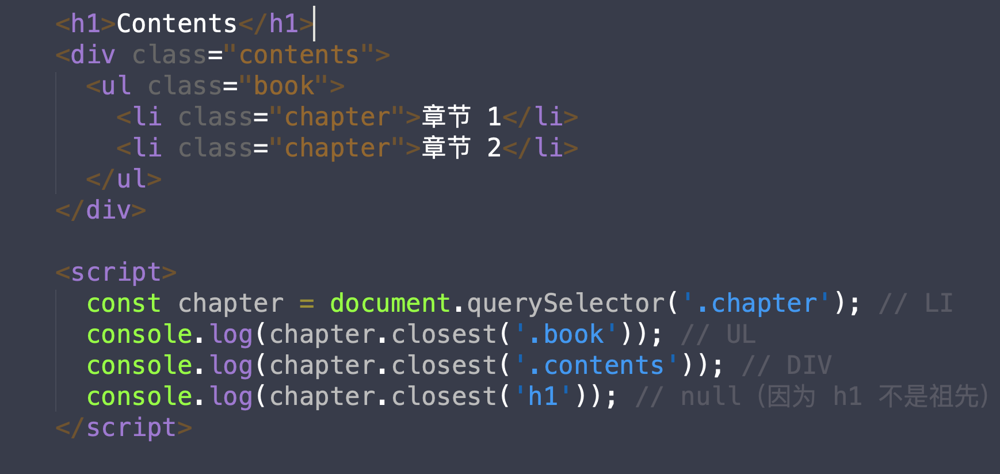 <h1>Contents</h1>
<div class="contents">
  <ul class="book">
    <li class="chapter">章节 1</li>
    <li class="chapter">章节 2</li>
  </ul>
</div>

<script>
  const chapter = document.querySelector('.chapter'); // LI
  console.log(chapter.closest('.book')); // UL
  console.log(chapter.closest('.contents')); // DIV
  console.log(chapter.closest('h1')); // null（因为 h1 不是祖先）
</script>